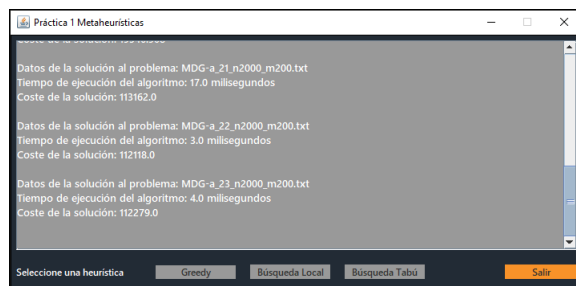 Práctica 1 Metaheurísticas
Datos de la solución al problema: MDG-a_21_n2000_m200.txt
Tiempo de ejecución del algoritmo: 17.0 milisegundos
Coste de la solución: 113162.0
Datos de la solución al problema: MDG-a_22_n2000_m200.txt
Tiempo de ejecución del algoritmo: 3.0 milisegundos
Coste de la solución: 112118.0
Datos de la solución al problema: MDG-a_23_n2000_m200.txt
Tiempo de ejecución del algoritmo: 4.0 milisegundos
Coste de la solución: 112279.0
Seleccione una heurística
Greedy
Búsqueda Local
Búsqueda Tabú
Salir